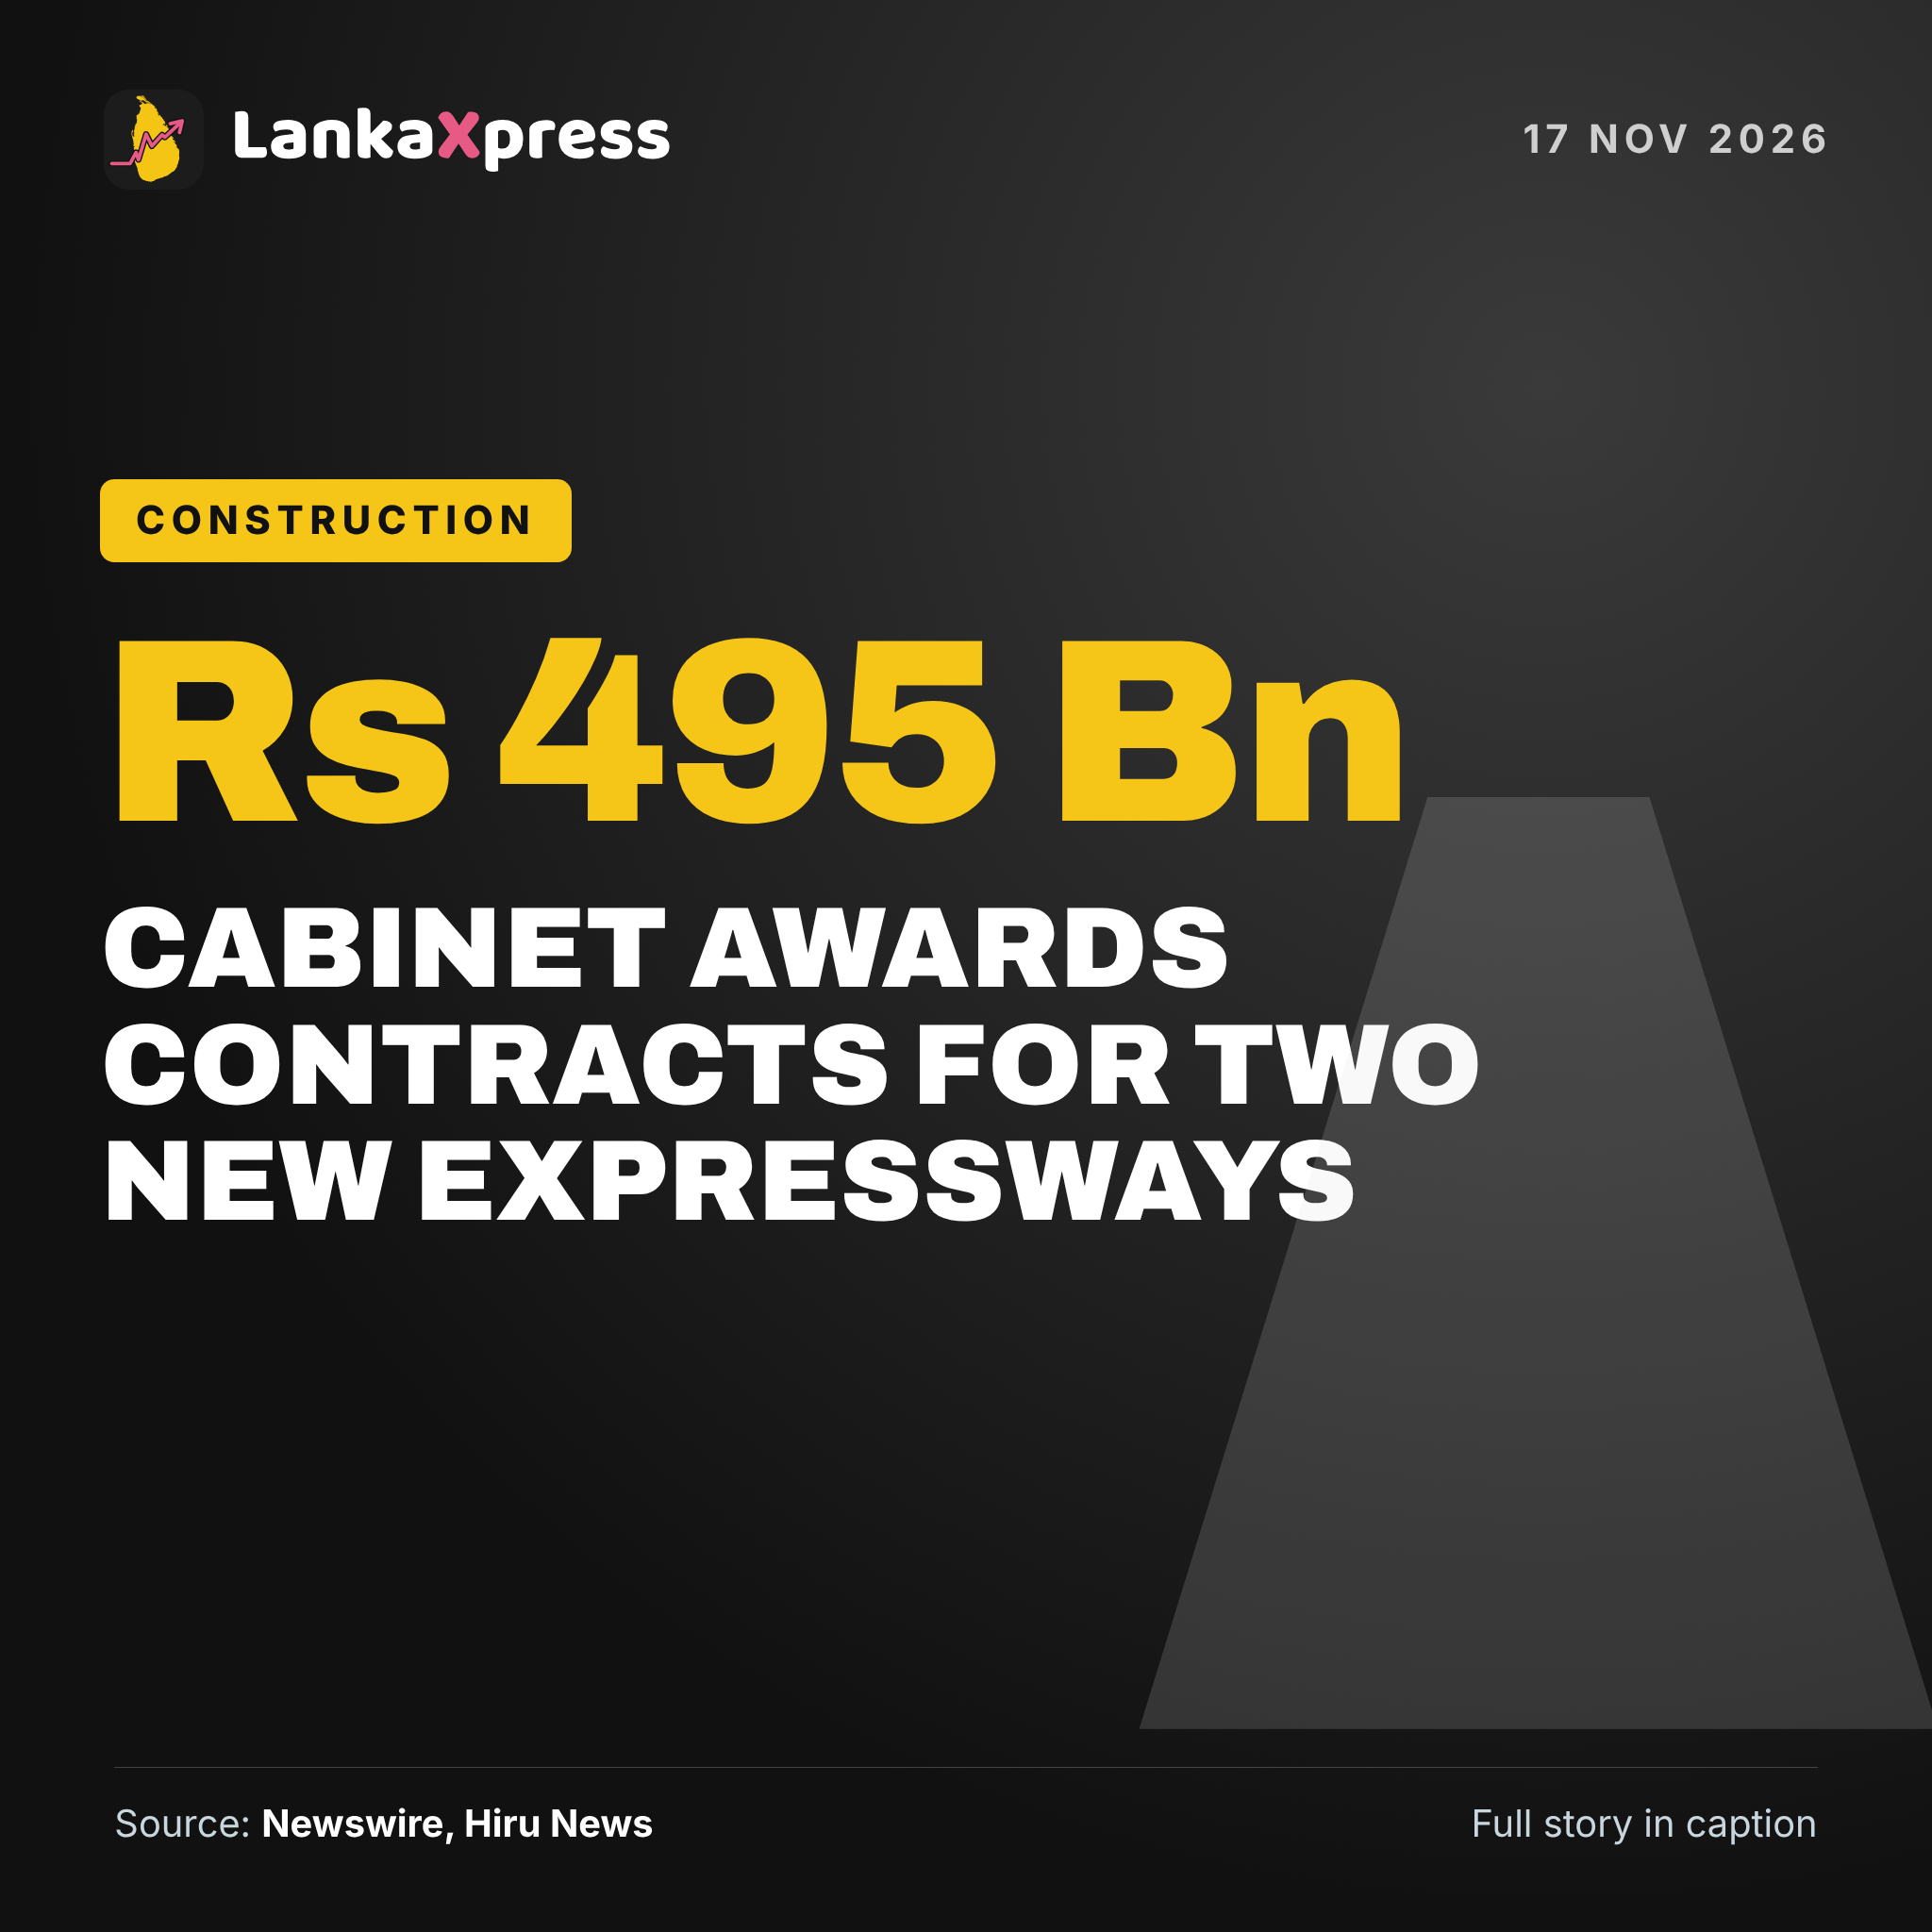 LankaXpress
17 NOV 2026
CONSTRUCTION
Rs 495 Bn
CABINET AWARDS
CONTRACTS FOR TWO
NEW EXPRESSWAYS
Source: Newswire, Hiru News
Full story in caption